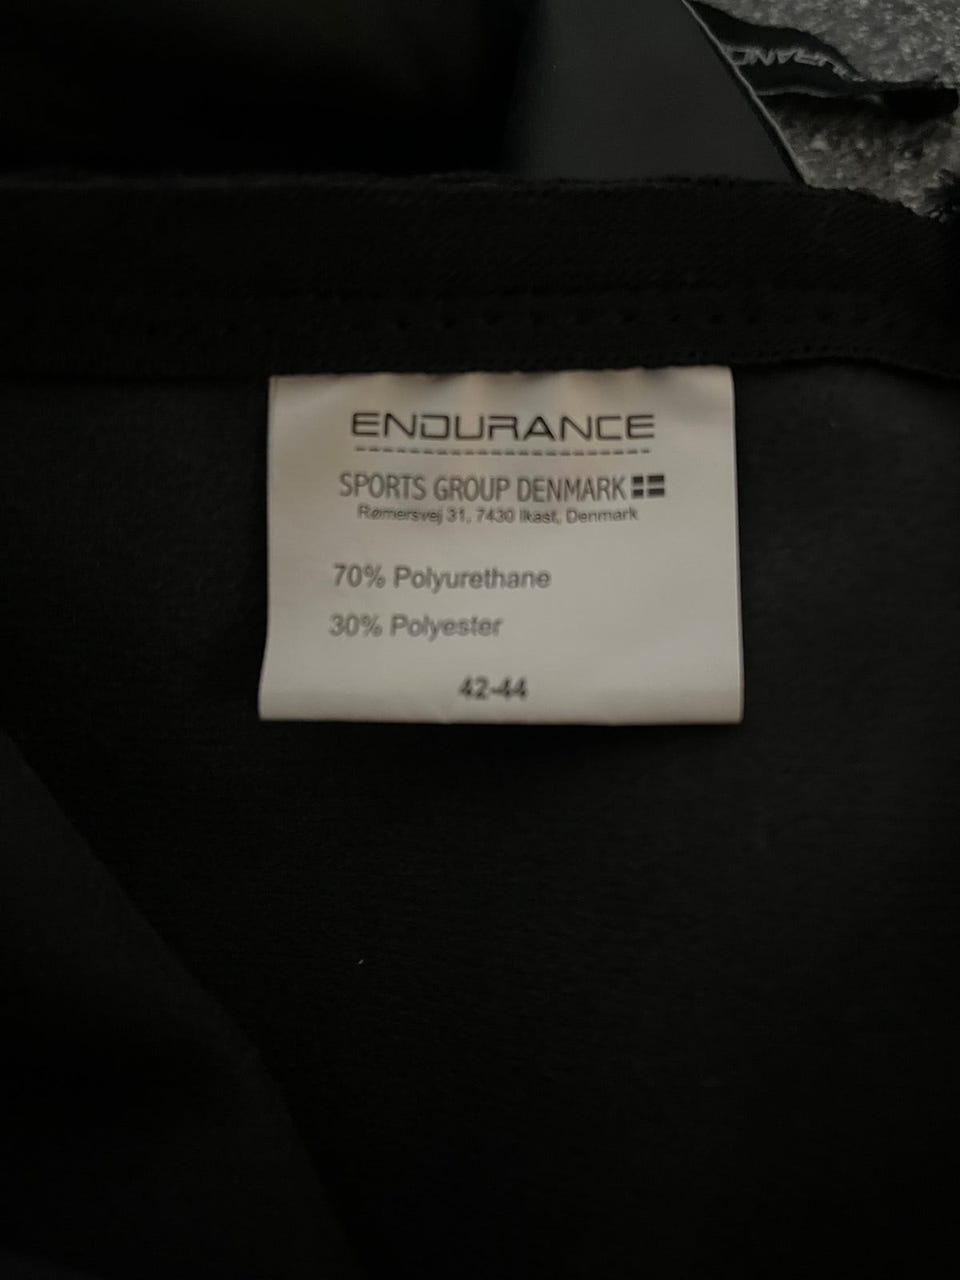 ENDURANCE
SPORTS GROUP DENMARK
Rømersvej 31, 7430 Ikast, Denmark
70% Polyurethane
30% Polyester
42-44